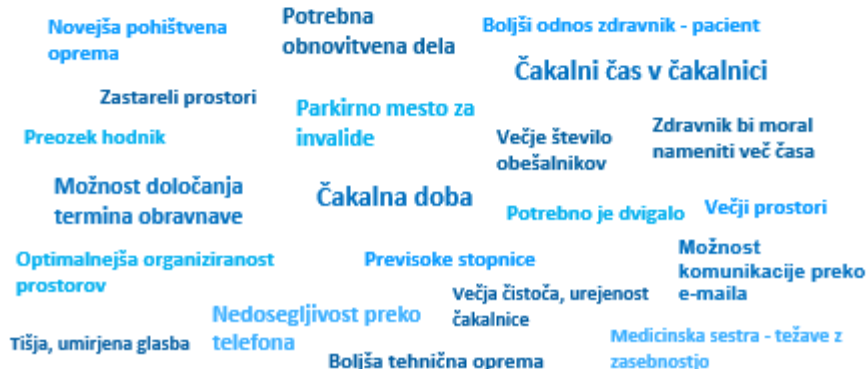 Novejša pohištvena
oprema
Potrebna
obnovitvena dela
Boljši odnos zdravnik - pacient
Čakalni čas v čakalnici
Zastareli prostori
Parkirno mesto za
invalide
Preozek hodnik
Večje število
obešalnikov
Zdravnik bi moral
nameniti več časa
Možnost določanja
termina obravnave
Čakalna doba
Potrebno je dvigalo
Večji prostori
Optimalnejša organiziranost
prostorov
Previsoke stopnice
Možnost
komunikacije preko
e-maila
Večja čistoča, urejenost
čakalnice
Nedosegljivost preko
telefona
Tišja, umirjena glasba
Boljša tehnična oprema
Medicinska sestra - težave z
zasebnostjo